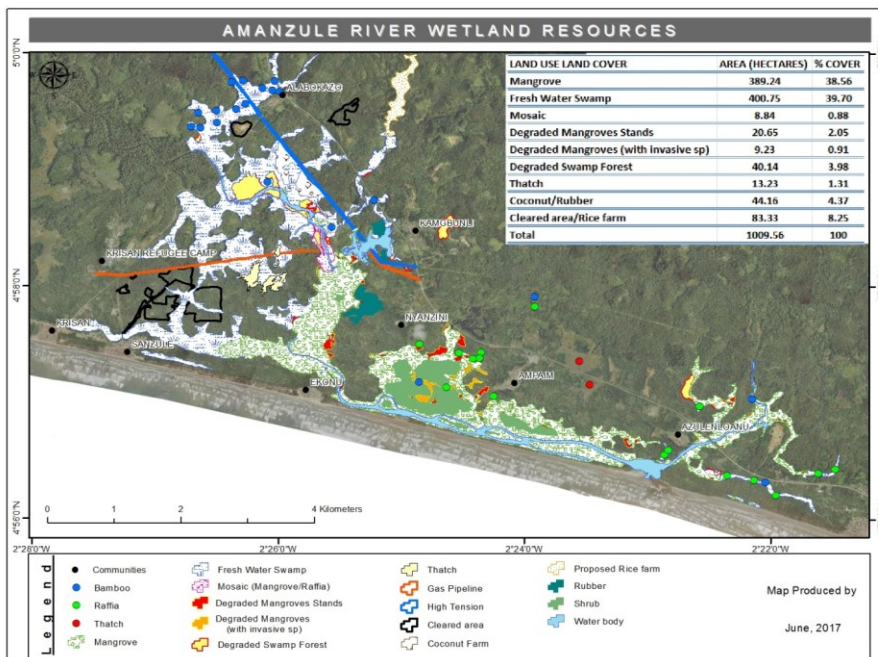 AMANZULE RIVER WETLAND RESOURCES
5°0'0"N
4°58'0"N
4°56'0"N
LAND USE LAND COVER AREA (HECTARES) % COVER
Mangrove 389.24 38.56
Fresh Water Swamp 400.75 39.70
Mosaic 8.84 0.88
Degraded Mangroves Stands 20.65 2.05
Degraded Mangroves (with invasive sp) 9.23 0.91
Degraded Swamp Forest 40.14 3.98
Thatch 13.23 1.31
Coconut/Rubber 44.16 4.37
Cleared area/Rice farm 83.33 8.25
Total 1009.56 100
ALABOKAZO
KAMGBUNLI
KRISAN REFUGEE CAMP
KRISAN
SANZULE
NYANZINI
EKONU
AMPAIM
AZULENLOANU
0 1 2 4 Kilometers
2°28'0"W 2°26'0"W 2°24'0"W 2°22'0"W
Legend
Communities
Bamboo
Raffia
Thatch
Mangrove
Fresh Water Swamp
Mosaic (Mangrove/Raffia)
Degraded Mangroves Stands
Degraded Mangroves
(with invasive sp)
Degraded Swamp Forest
Thatch
Gas Pipeline
High Tension
Cleared area
Coconut Farm
Proposed Rice farm
Rubber
Shrub
Water body
Map Produced by
June, 2017